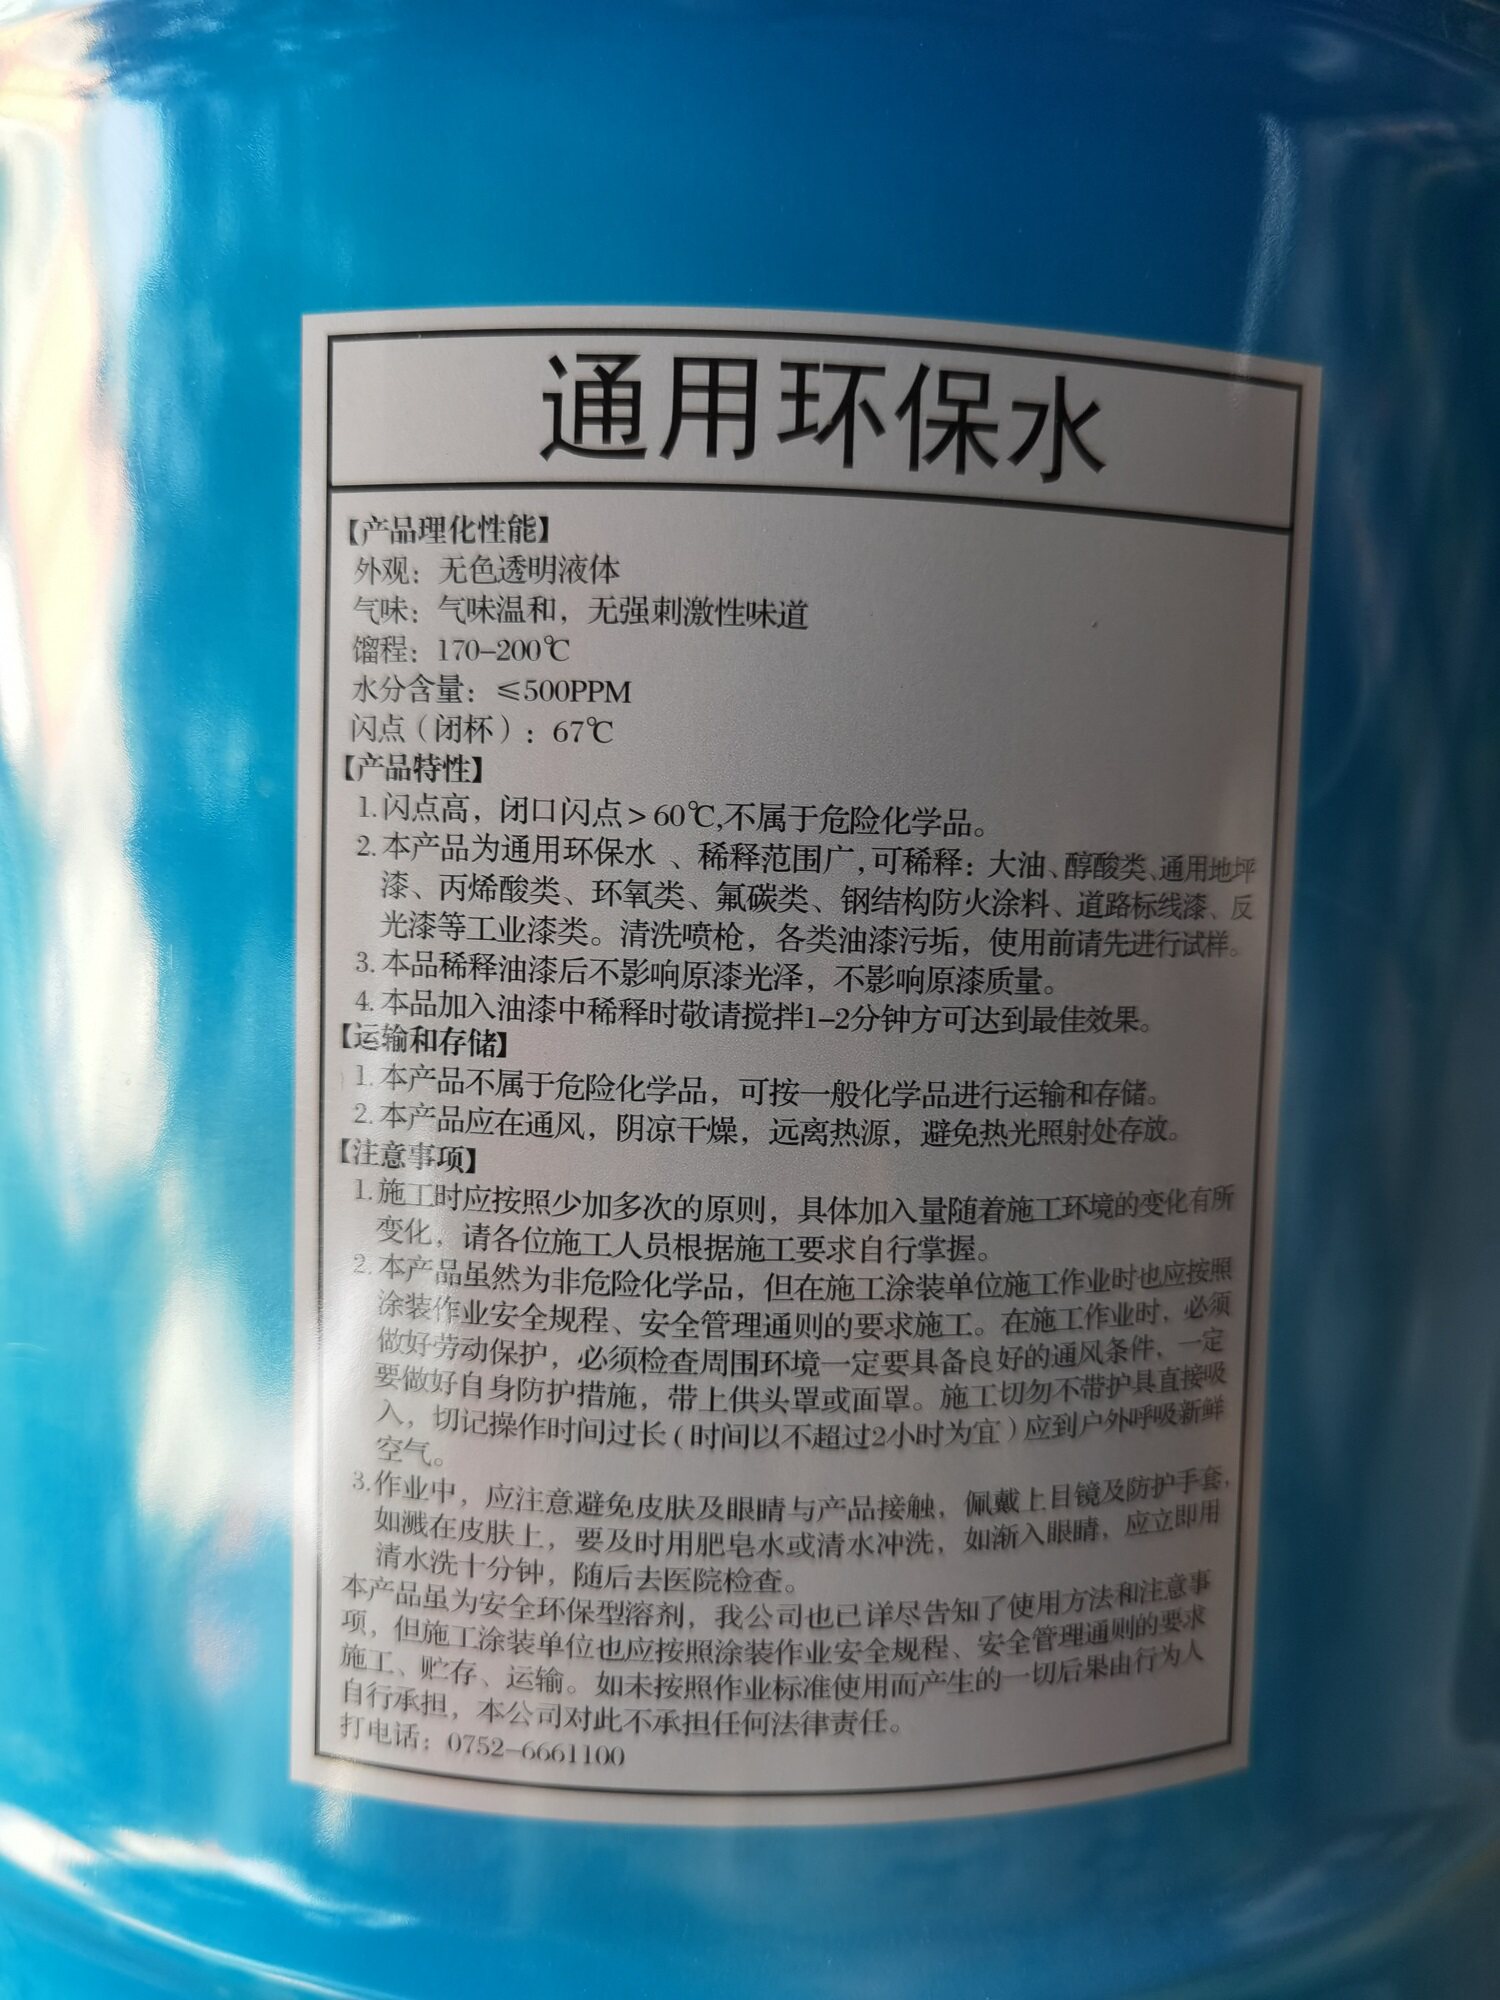 通用环保水
【产品理化性能】
外观：无色透明液体
气味：气味温和，无强刺激性味道
馏程：170-200℃
水分含量：≤500PPM
闪点（闭杯）：67℃
【产品特性】
1.闪点高，闭口闪点>60℃,不属于危险化学品。
2.本产品为通用环保水、稀释范围广,可稀释：大油、醇酸类、通用地坪
漆、丙烯酸类、环氧类、氟碳类、钢结构防火涂料、道路标线漆、反
光漆等工业漆类。清洗喷枪，各类油漆污垢，使用前请先进行试样。
3.本品稀释油漆后不影响原漆光泽，不影响原漆质量。
4.本品加入油漆中稀释时敬请搅拌1-2分钟方可达到最佳效果。
【运输和存储】
1.本产品不属于危险化学品，可按一般化学品进行运输和存储。
2.本产品应在通风，阴凉干燥，远离热源，避免热光照射处存放。
【注意事项】
1.施工时应按照少加多次的原则，具体加入量随着施工环境的变化有所
变化，请各位施工人员根据施工要求自行掌握。
2.本产品虽然为非危险化学品，但在施工涂装单位施工作业时也应按照
涂装作业安全规程、安全管理通则的要求施工。在施工作业时，必须
做好劳动保护，必须检查周围环境一定要具备良好的通风条件，一定
要做好自身防护措施，带上供头罩或面罩。施工切勿不带护具直接吸
入，切记操作时间过长(时间以不超过2小时为宜)应到户外呼吸新鲜
空气。
3.作业中，应注意避免皮肤及眼睛与产品接触，佩戴上目镜及防护手套,
如溅在皮肤上，要及时用肥皂水或清水冲洗，如渐入眼睛，应立即用
清水洗十分钟，随后去医院检查。
本产品虽为安全环保型溶剂，我公司也已详尽告知了使用方法和注意事
项，但施工涂装单位也应按照涂装作业安全规程、安全管理通则的要求
施工、贮存、运输。如未按照作业标准使用而产生的一切后果由行为人
自行承担，本公司对此不承担任何法律责任。
打电话：0752-6661100